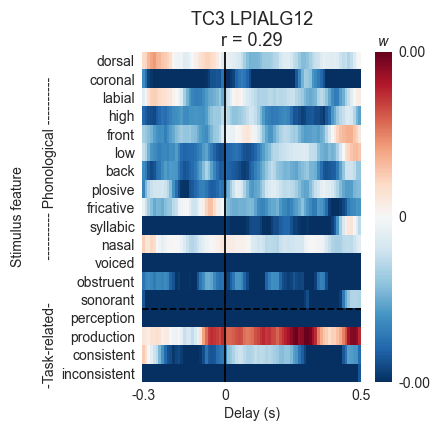 TC3 LPIALG12
r = 0.29
w
0.00
0
-0.00
Stimulus feature
---------- Phonological ----------
-Task-related-
dorsal
coronal
labial
high
front
low
back
plosive
fricative
syllabic
nasal
voiced
obstruent
sonorant
perception
production
consistent
inconsistent
-0.3
0
0.5
Delay (s)